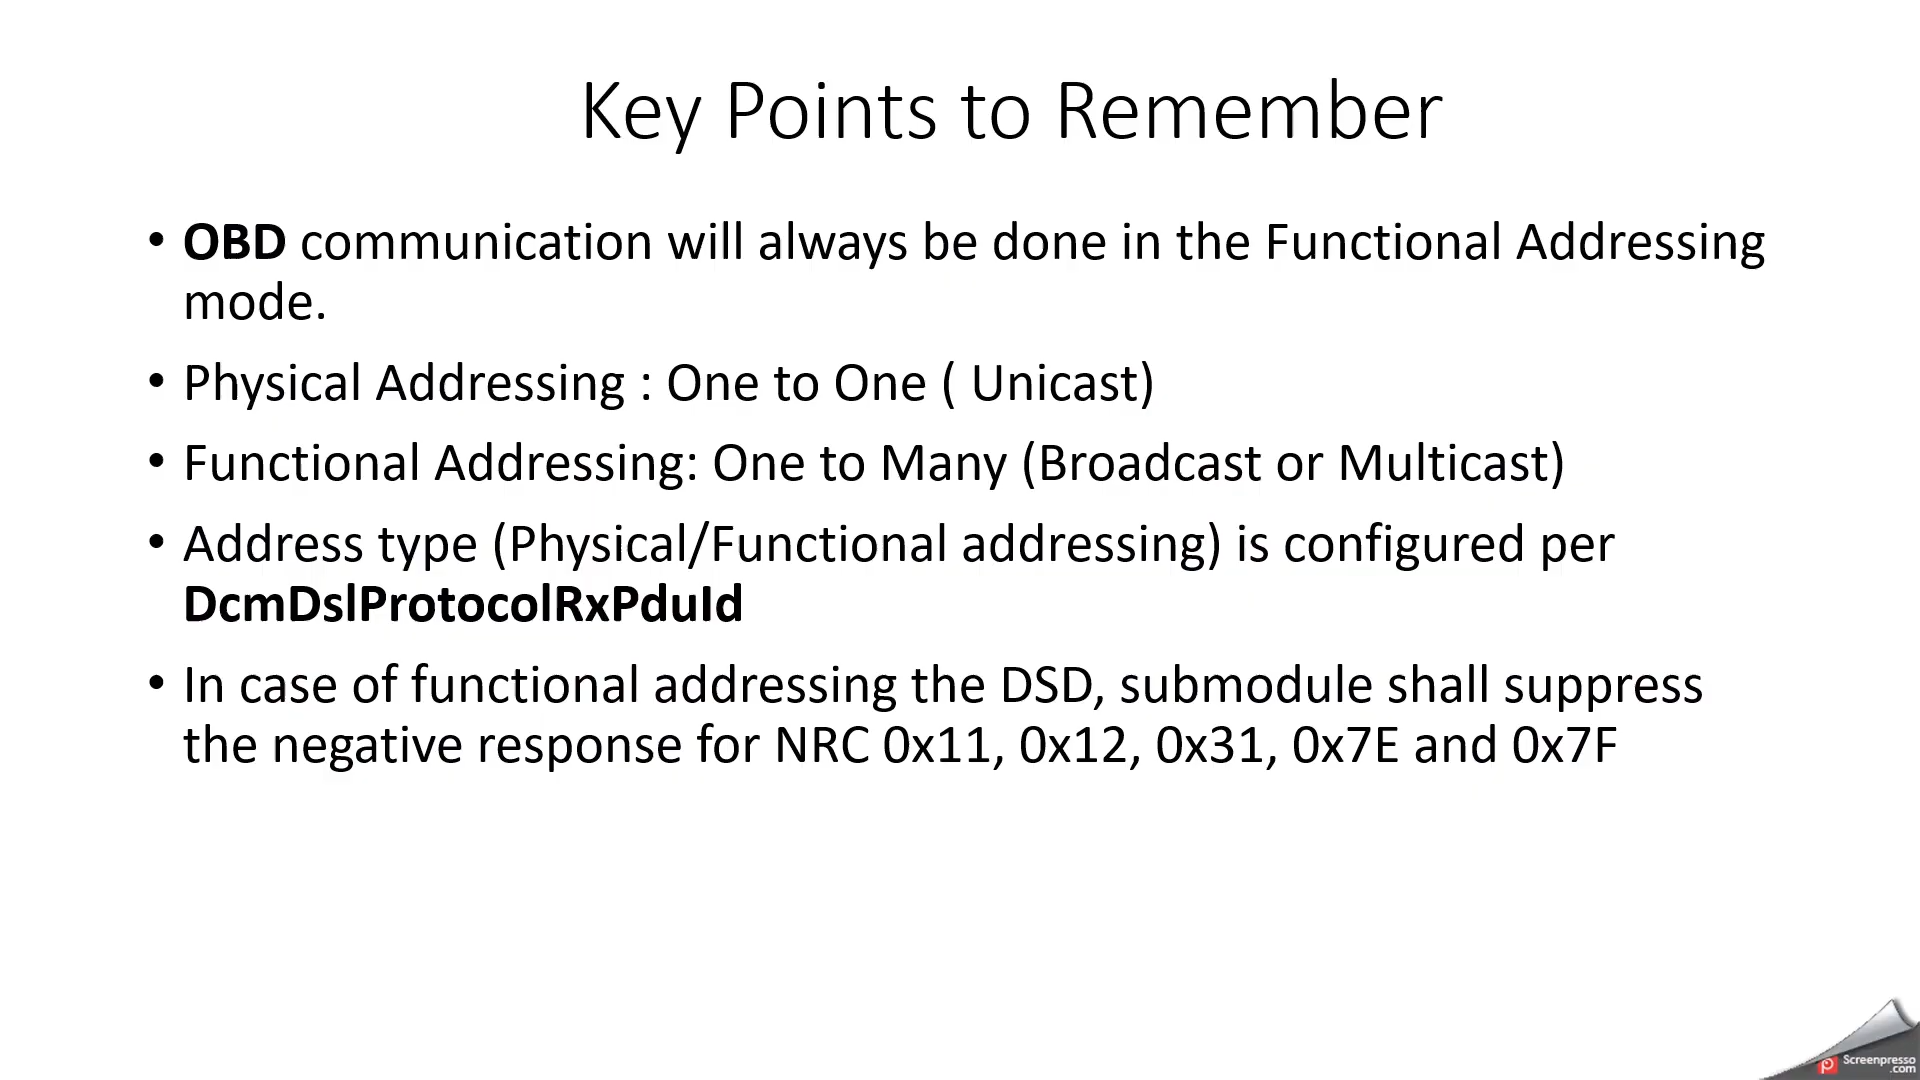 Key Points to Remember
• OBD communication will always be done in the Functional Addressing
mode.
• Physical Addressing : One to One ( Unicast)
• Functional Addressing: One to Many (Broadcast or Multicast)
• Address type (Physical/Functional addressing) is configured per
DcmDslProtocolRxPduId
• In case of functional addressing the DSD, submodule shall suppress
the negative response for NRC 0x11, 0x12, 0x31, 0x7E and 0x7F
Screenpresso
.com